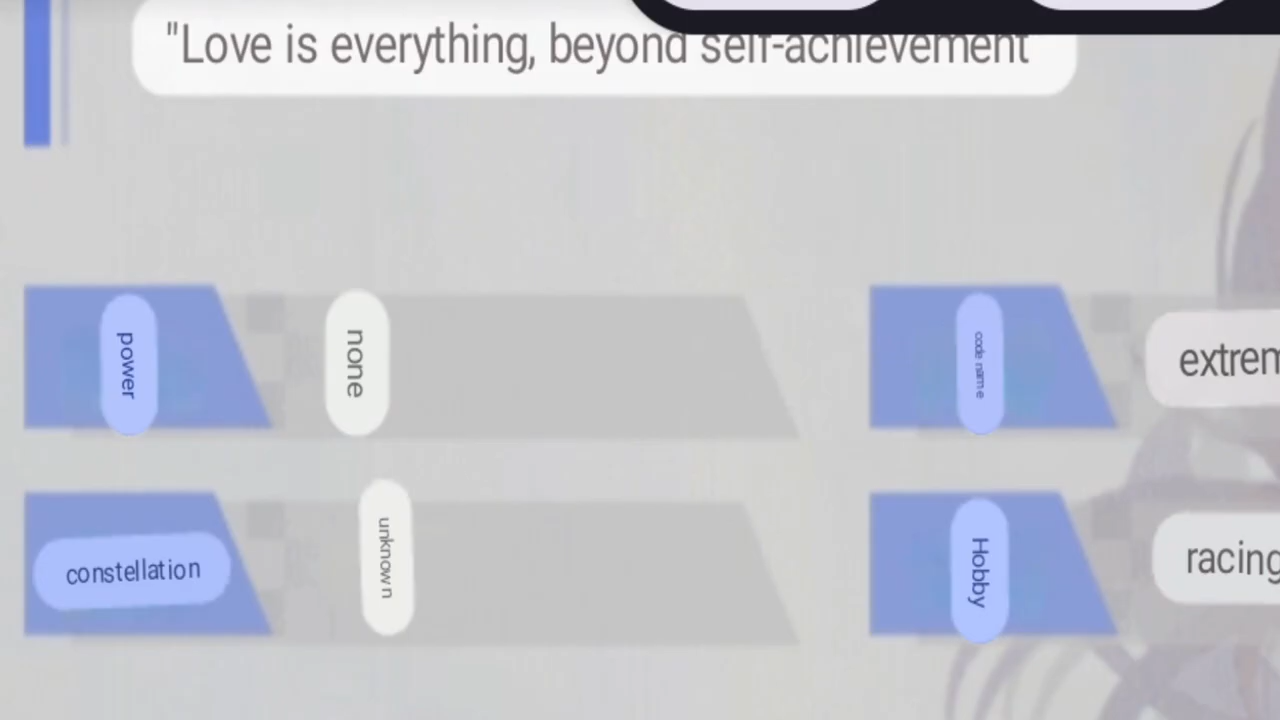 "Love is everything, beyond self-achievement
power
none
code name
extrem
constellation
unknown
Hobby
racing